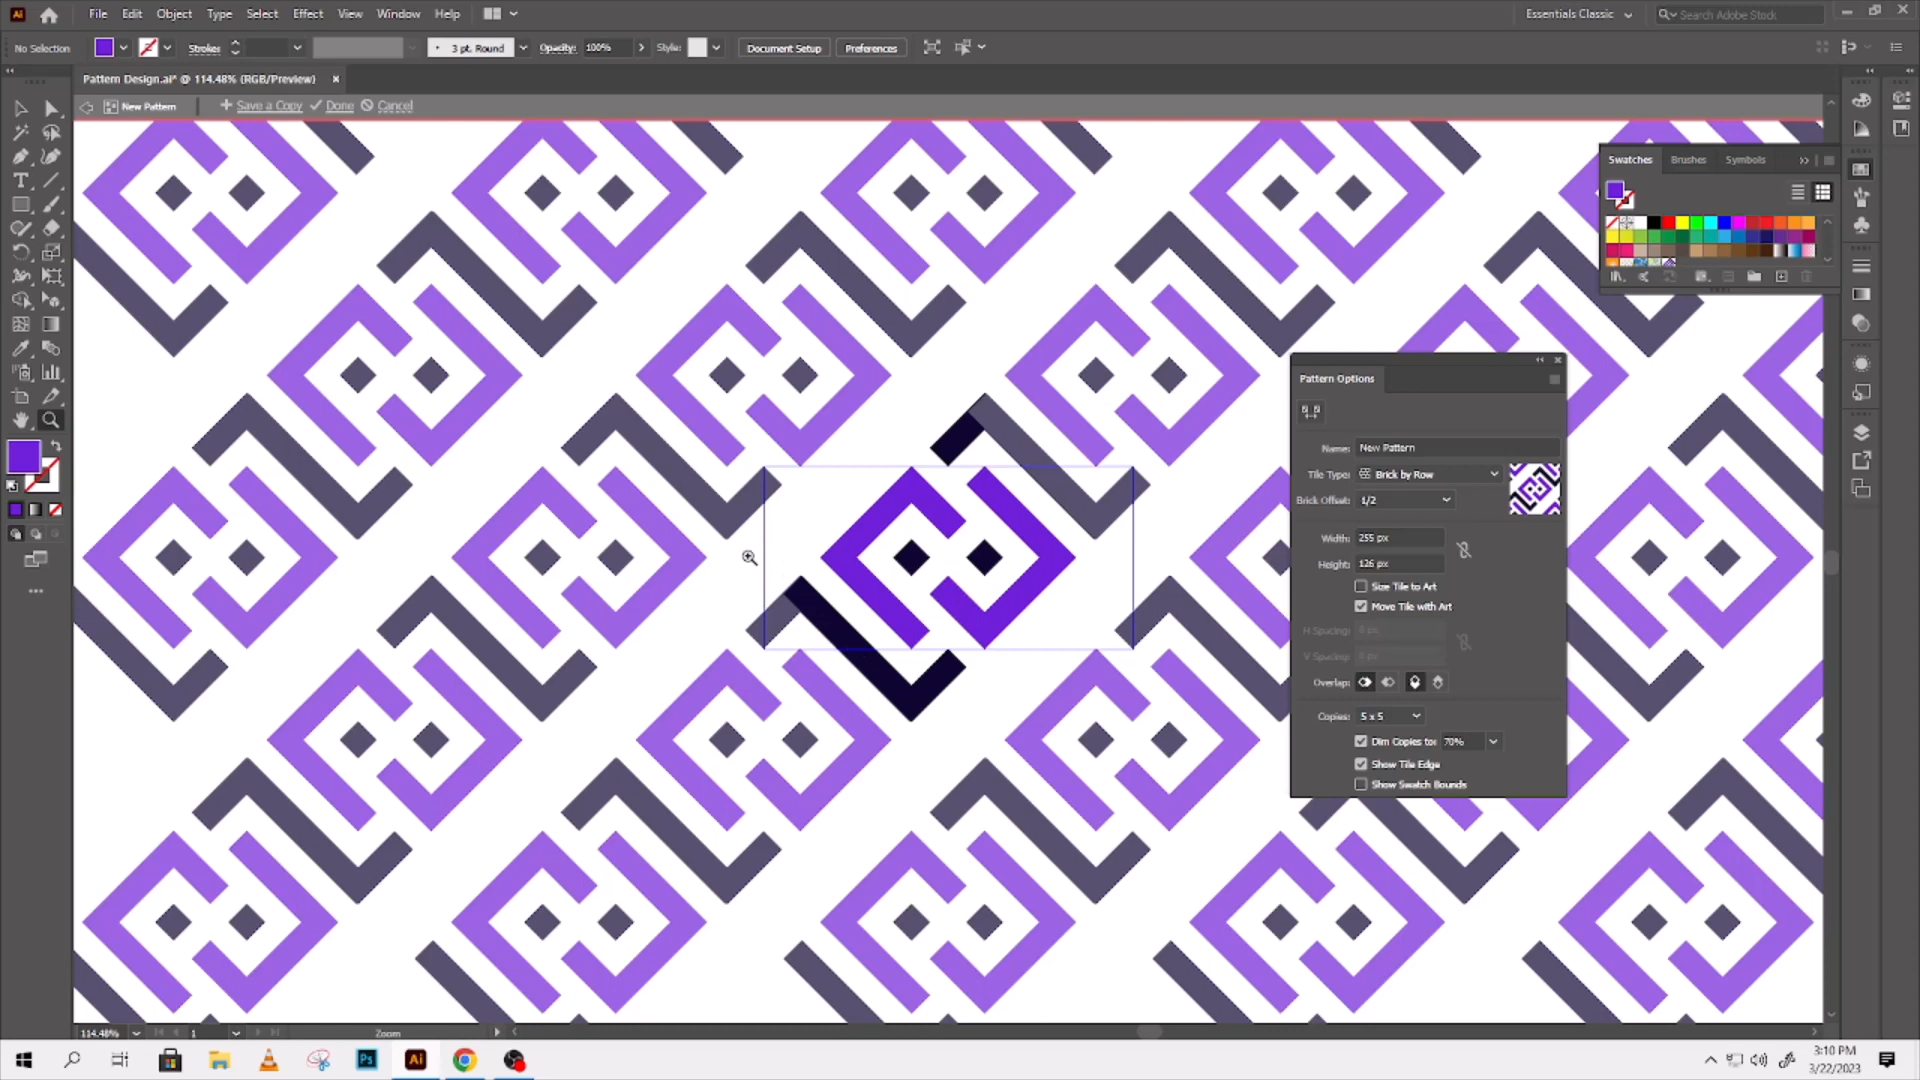 Ai File Edit Object Type Select Effect View Window Help Essentials Classic Search Adobe Stock
No Selection Stroke: 3 pt. Round Opacity: 100% Style: Document Setup Preferences
Pattern Design.ai* @ 114.48% (RGB/Preview) ×
New Pattern + Save a Copy Done Cancel
Swatches Brushes Symbols
Pattern Options
Name: New Pattern
Tile Type: Brick by Row
Brick Offset: 1/2
Width: 255 px
Height: 126 px
Size Tile to Art
Move Tile with Art
H Spacing: 0 px
V Spacing: 0 px
Overlap:
Copies: 5 x 5
Dim Copies to: 70%
Show Tile Edge
Show Swatch Bounds
114.48% 1 Zoom
Ps Ai 3:10 PM
3/22/2023